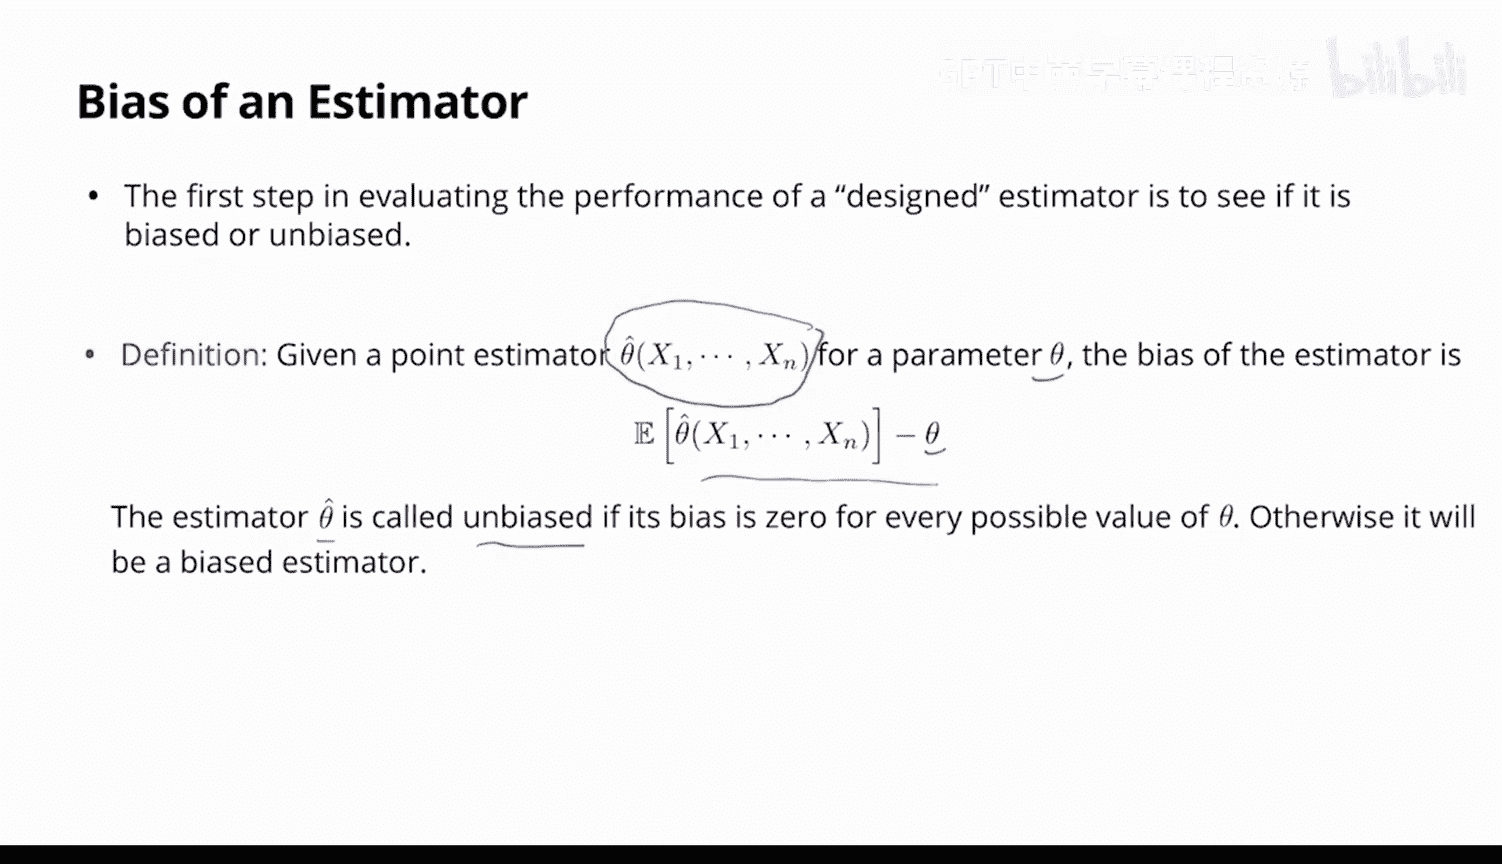 bilibili
Bias of an Estimator
• The first step in evaluating the performance of a “designed” estimator is to see if it is
biased or unbiased.
• Definition: Given a point estimator θ̂(X₁, ⋯ , Xₙ) for a parameter θ, the bias of the estimator is
𝔼 [θ̂(X₁, ⋯ , Xₙ)] − θ
The estimator θ̂ is called unbiased if its bias is zero for every possible value of θ. Otherwise it will
be a biased estimator.